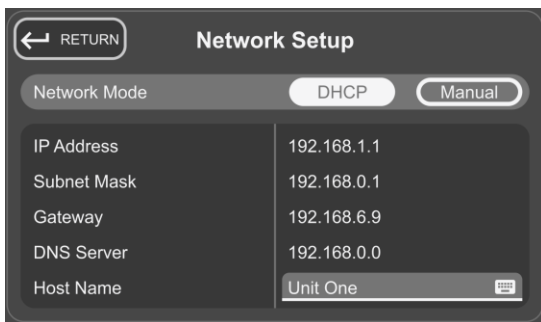 RETURN
Network Setup
Network Mode DHCP Manual
IP Address 192.168.1.1
Subnet Mask 192.168.0.1
Gateway 192.168.6.9
DNS Server 192.168.0.0
Host Name Unit One